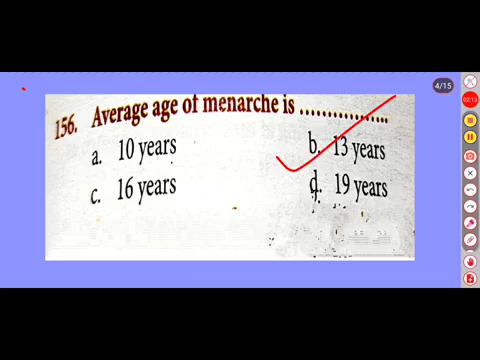 4/15
02:13
156. Average age of menarche is ..................
a. 10 years
b. 13 years
c. 16 years
d. 19 years